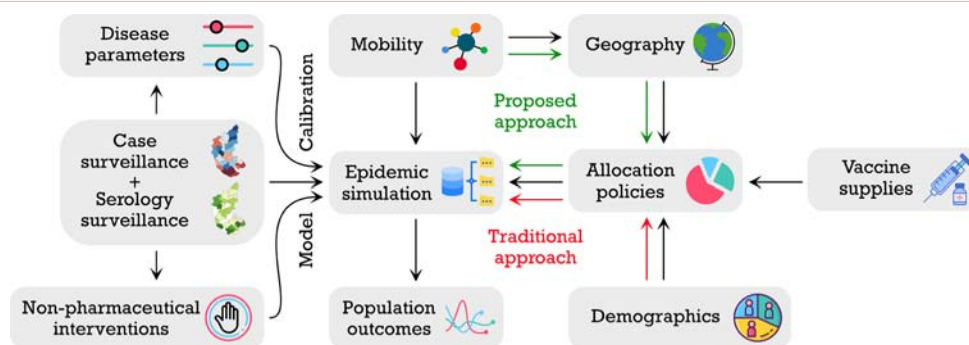 Disease
parameters
Mobility
Geography
Calibration
Proposed
approach
Case
surveillance
+
Serology
surveillance
Epidemic
simulation
Allocation
policies
Vaccine
supplies
Model
Traditional
approach
Non-pharmaceutical
interventions
Population
outcomes
Demographics